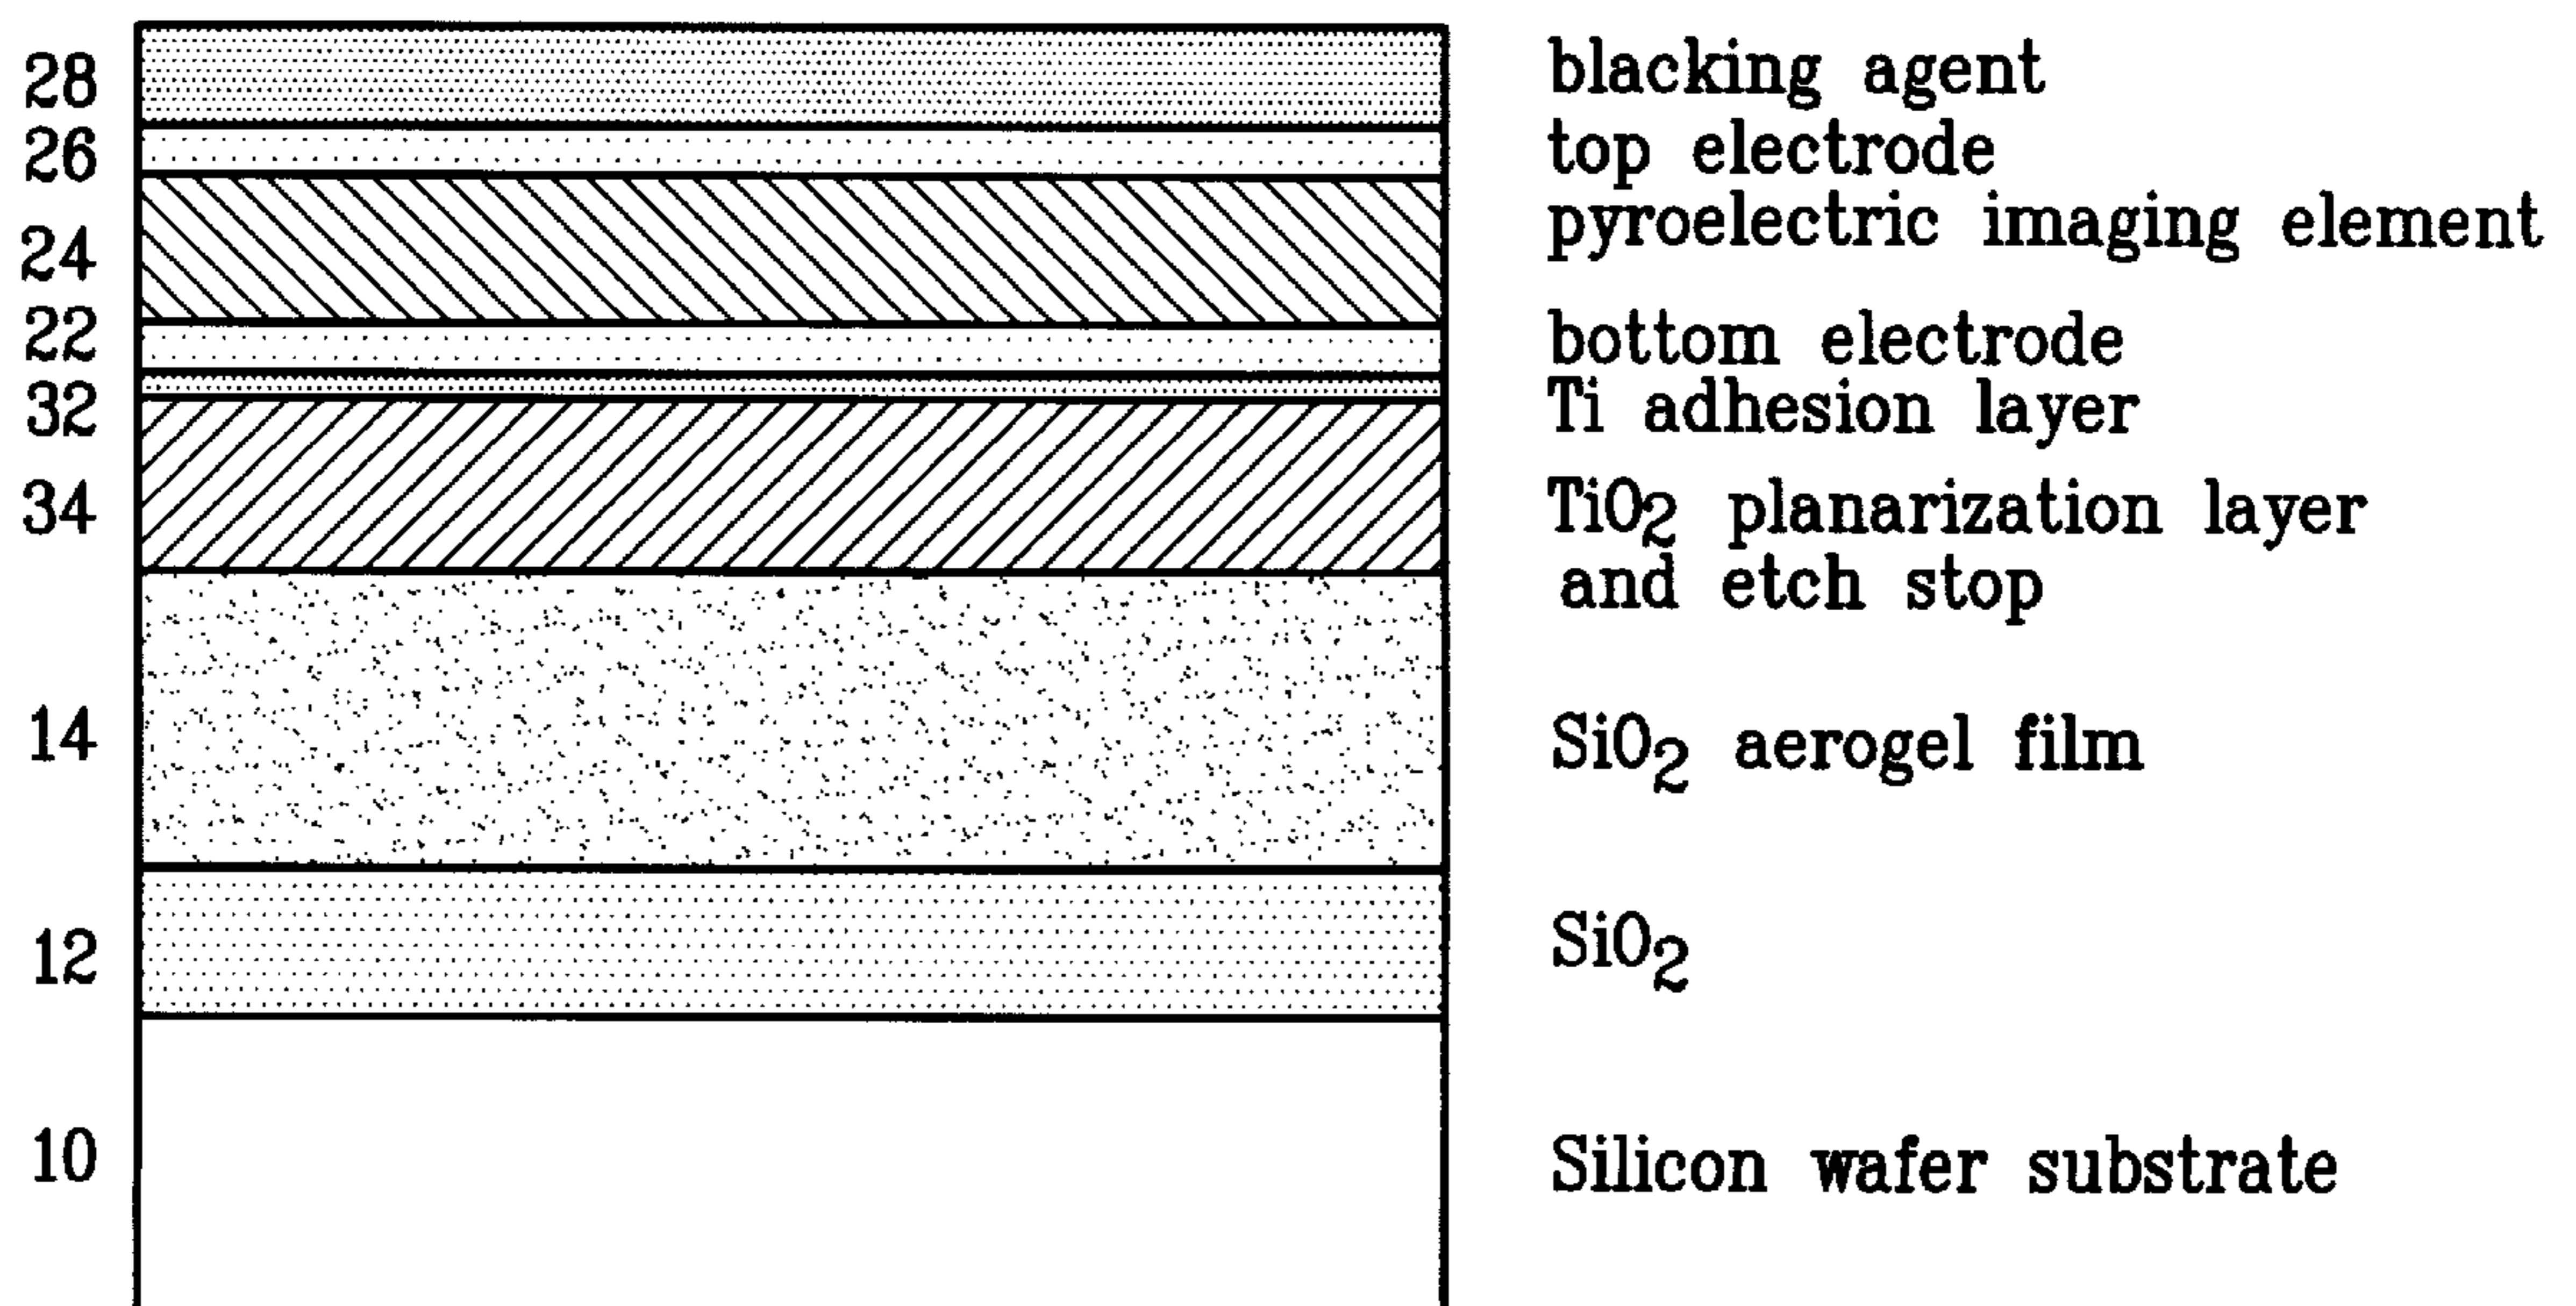 28 blacking agent
26 top electrode
24 pyroelectric imaging element
22 bottom electrode
32 Ti adhesion layer
34 TiO2 planarization layer
and etch stop
14 SiO2 aerogel film
12 SiO2
10 Silicon wafer substrate